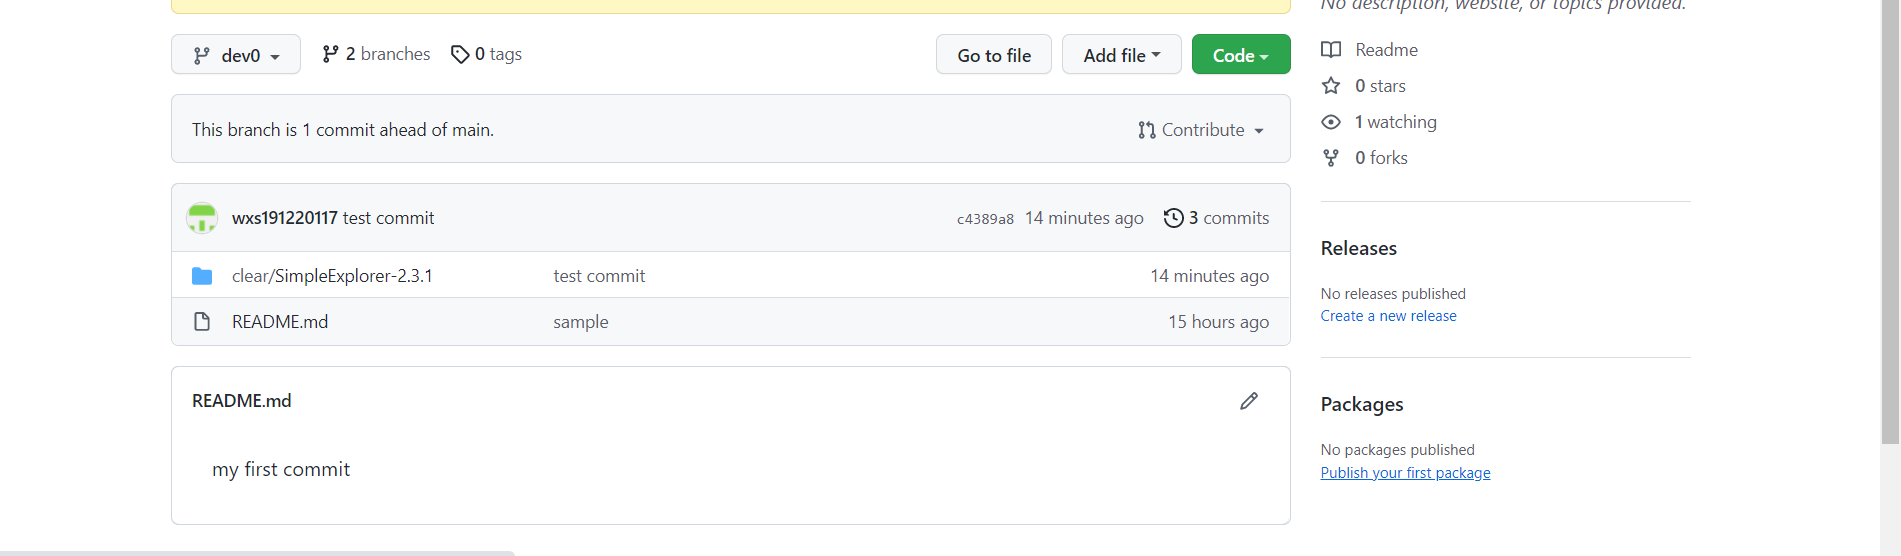 No description, website, or topics provided.
dev0 2 branches 0 tags Go to file Add file Code
Readme
0 stars
This branch is 1 commit ahead of main. Contribute
1 watching
0 forks
wxs191220117 test commit c4389a8 14 minutes ago 3 commits
clear/SimpleExplorer-2.3.1 test commit 14 minutes ago
README.md sample 15 hours ago
README.md
my first commit
Releases
No releases published
Create a new release
Packages
No packages published
Publish your first package